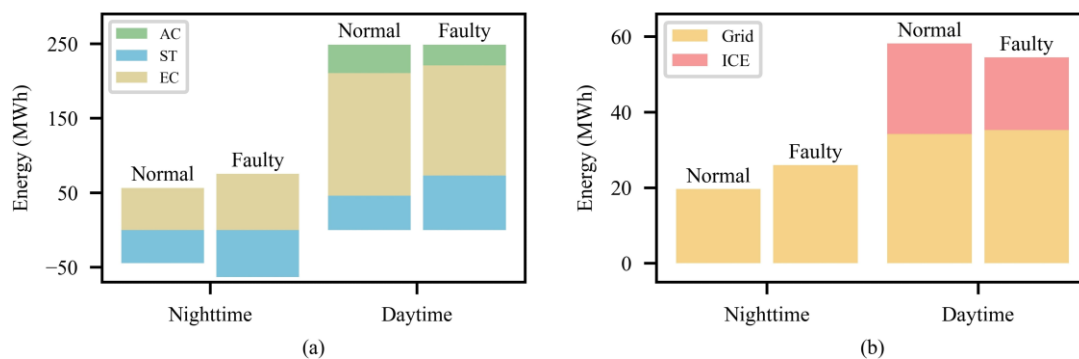 AC
ST
EC
Normal
Faulty
Normal
Faulty
250
150
50
−50
Energy (MWh)
Nighttime
Daytime
(a)
Grid
ICE
Normal
Faulty
Normal
Faulty
60
40
20
0
Energy (MWh)
Nighttime
Daytime
(b)